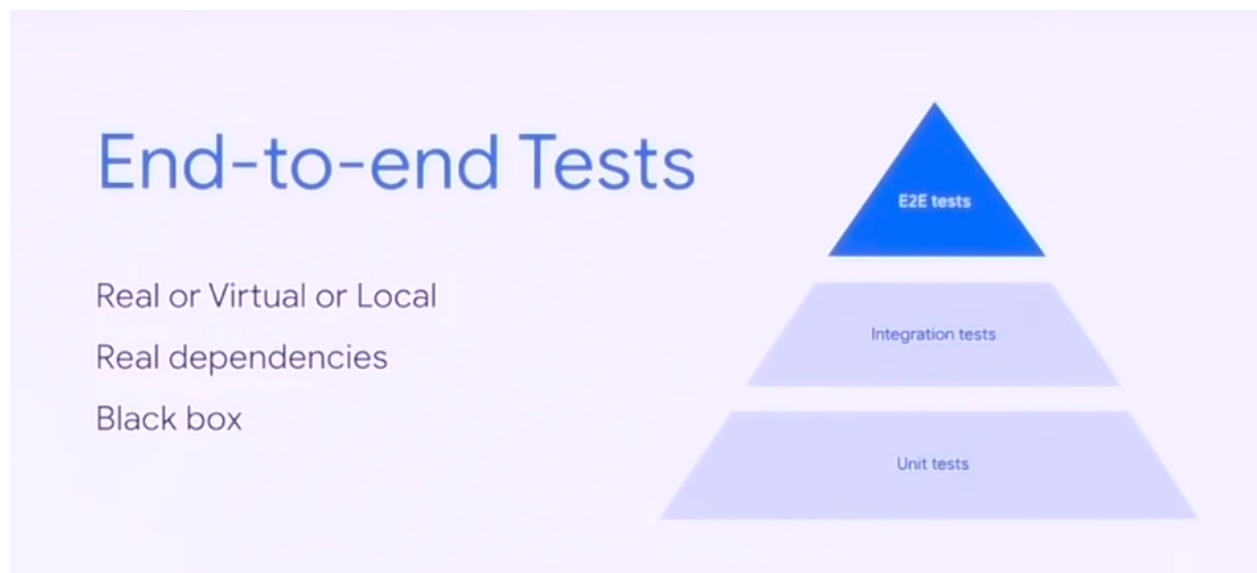 End-to-end Tests
Real or Virtual or Local
Real dependencies
Black box
E2E tests
Integration tests
Unit tests